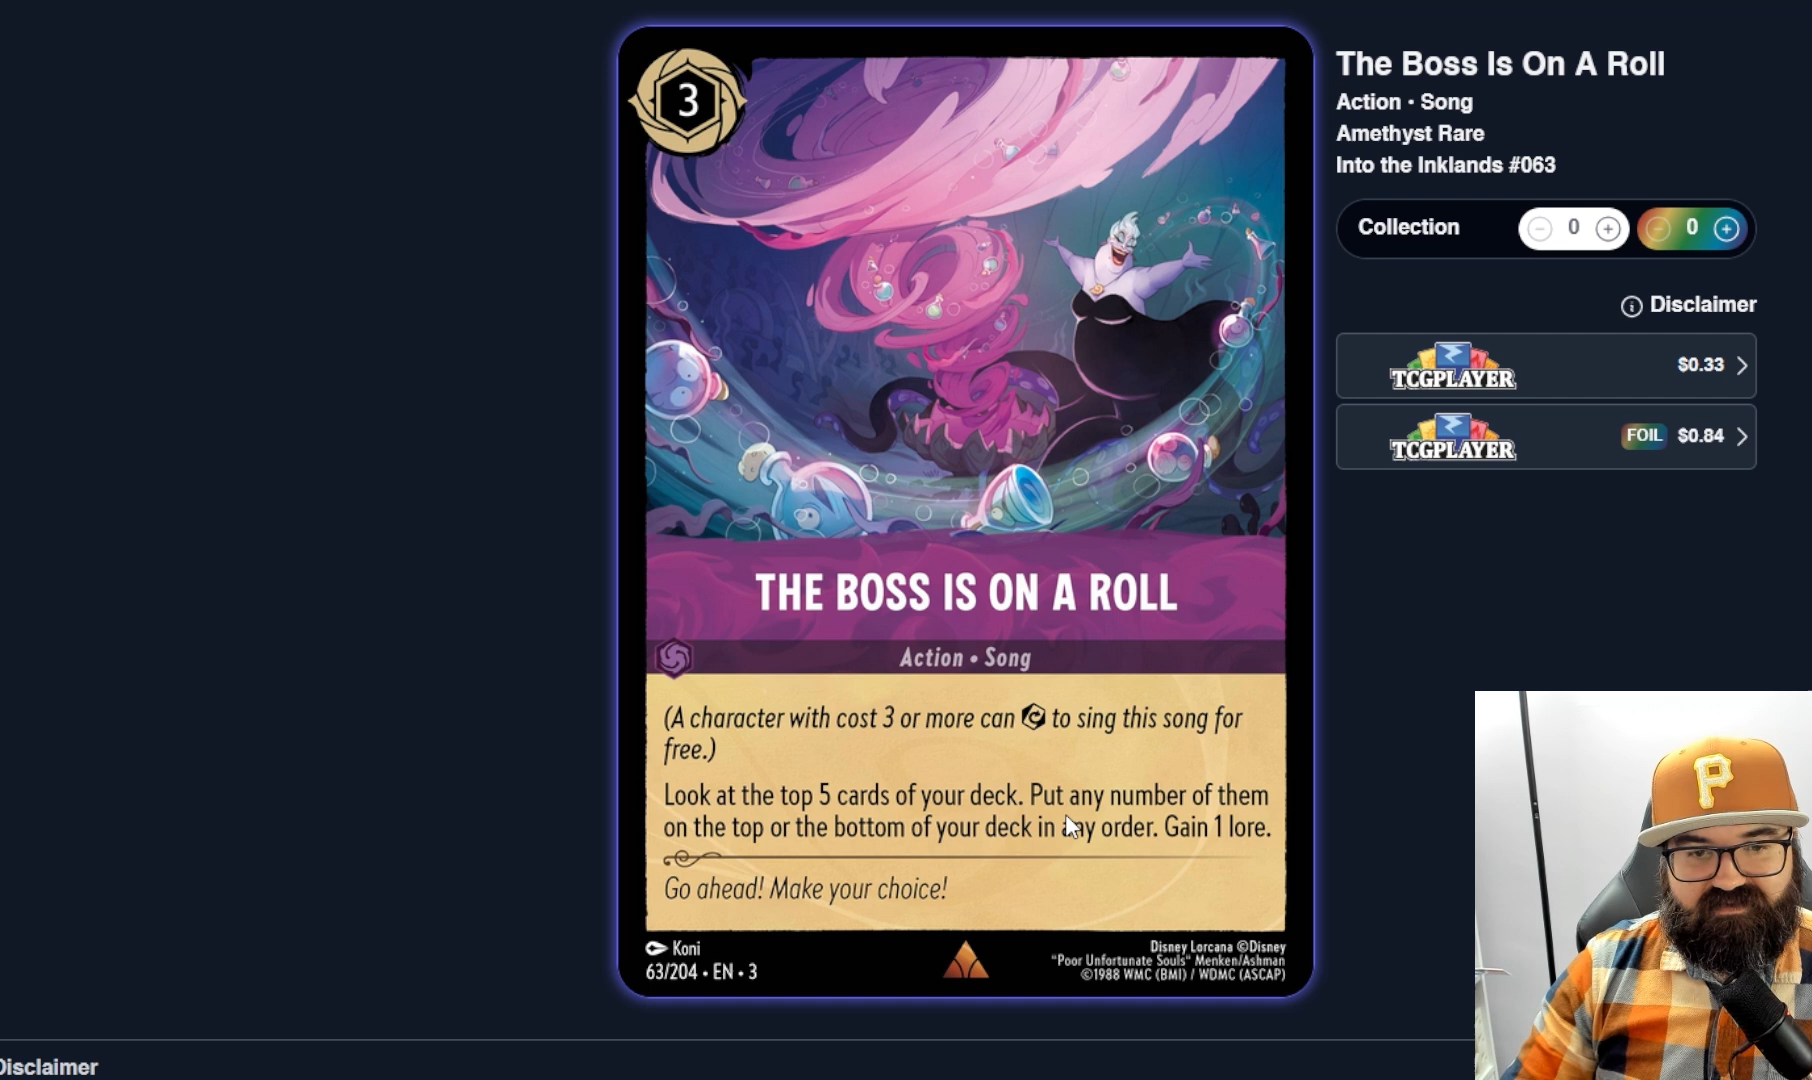 3
THE BOSS IS ON A ROLL
Action • Song
(A character with cost 3 or more can to sing this song for
free.)
Look at the top 5 cards of your deck. Put any number of them
on the top or the bottom of your deck in any order. Gain 1 lore.
Go ahead! Make your choice!
Koni
63/204 • EN • 3
Disney Lorcana ©Disney
"Poor Unfortunate Souls" Menken/Ashman
©1988 WMC (BMI) / WDMC (ASCAP)
The Boss Is On A Roll
Action • Song
Amethyst Rare
Into the Inklands #063
Collection 0 0
Disclaimer
TCGPLAYER $0.33
TCGPLAYER FOIL $0.84
P
Disclaimer